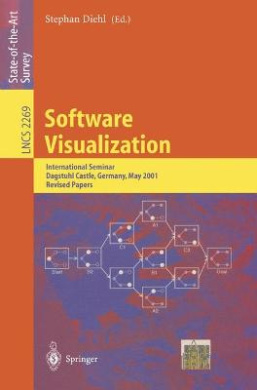 Stephan Diehl (Ed.)
State-of-the-Art
Survey
LNCS 2269
Software
Visualization
International Seminar
Dagstuhl Castle, Germany, May 2001
Revised Papers
Start
Springer